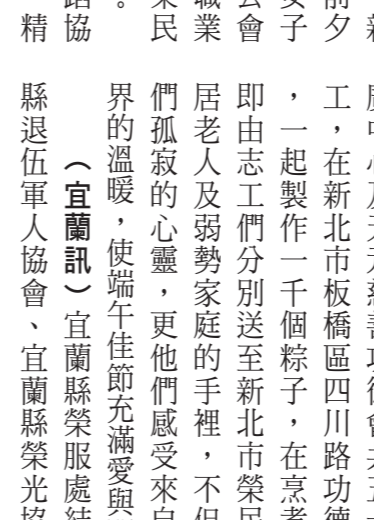 夕
子
會
職業
民
。
協
精
工，在新北市板橋區四川路功德
，一起製作一千個粽子，在烹煮
即由志工們分別送至新北市榮民
居老人及弱勢家庭的手裡，不但
們孤寂的心靈，更他們感受來自
界的溫暖，使端午佳節充滿愛與
（宜蘭訊）宜蘭縣榮服處結
縣退伍軍人協會、宜蘭縣榮光協